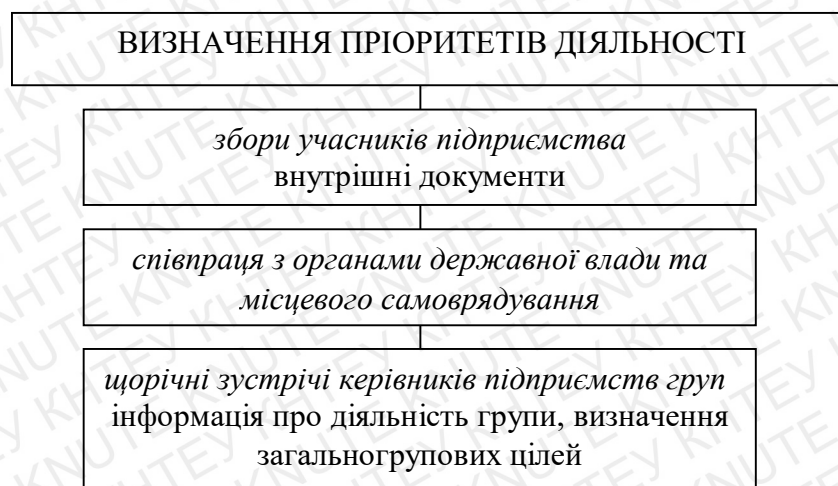 ВИЗНАЧЕННЯ ПРІОРИТЕТІВ ДІЯЛЬНОСТІ
збори учасників підприємства
внутрішні документи
співпраця з органами державної влади та
місцевого самоврядування
щорічні зустрічі керівників підприємств груп
інформація про діяльність групи, визначення
загальногрупових цілей